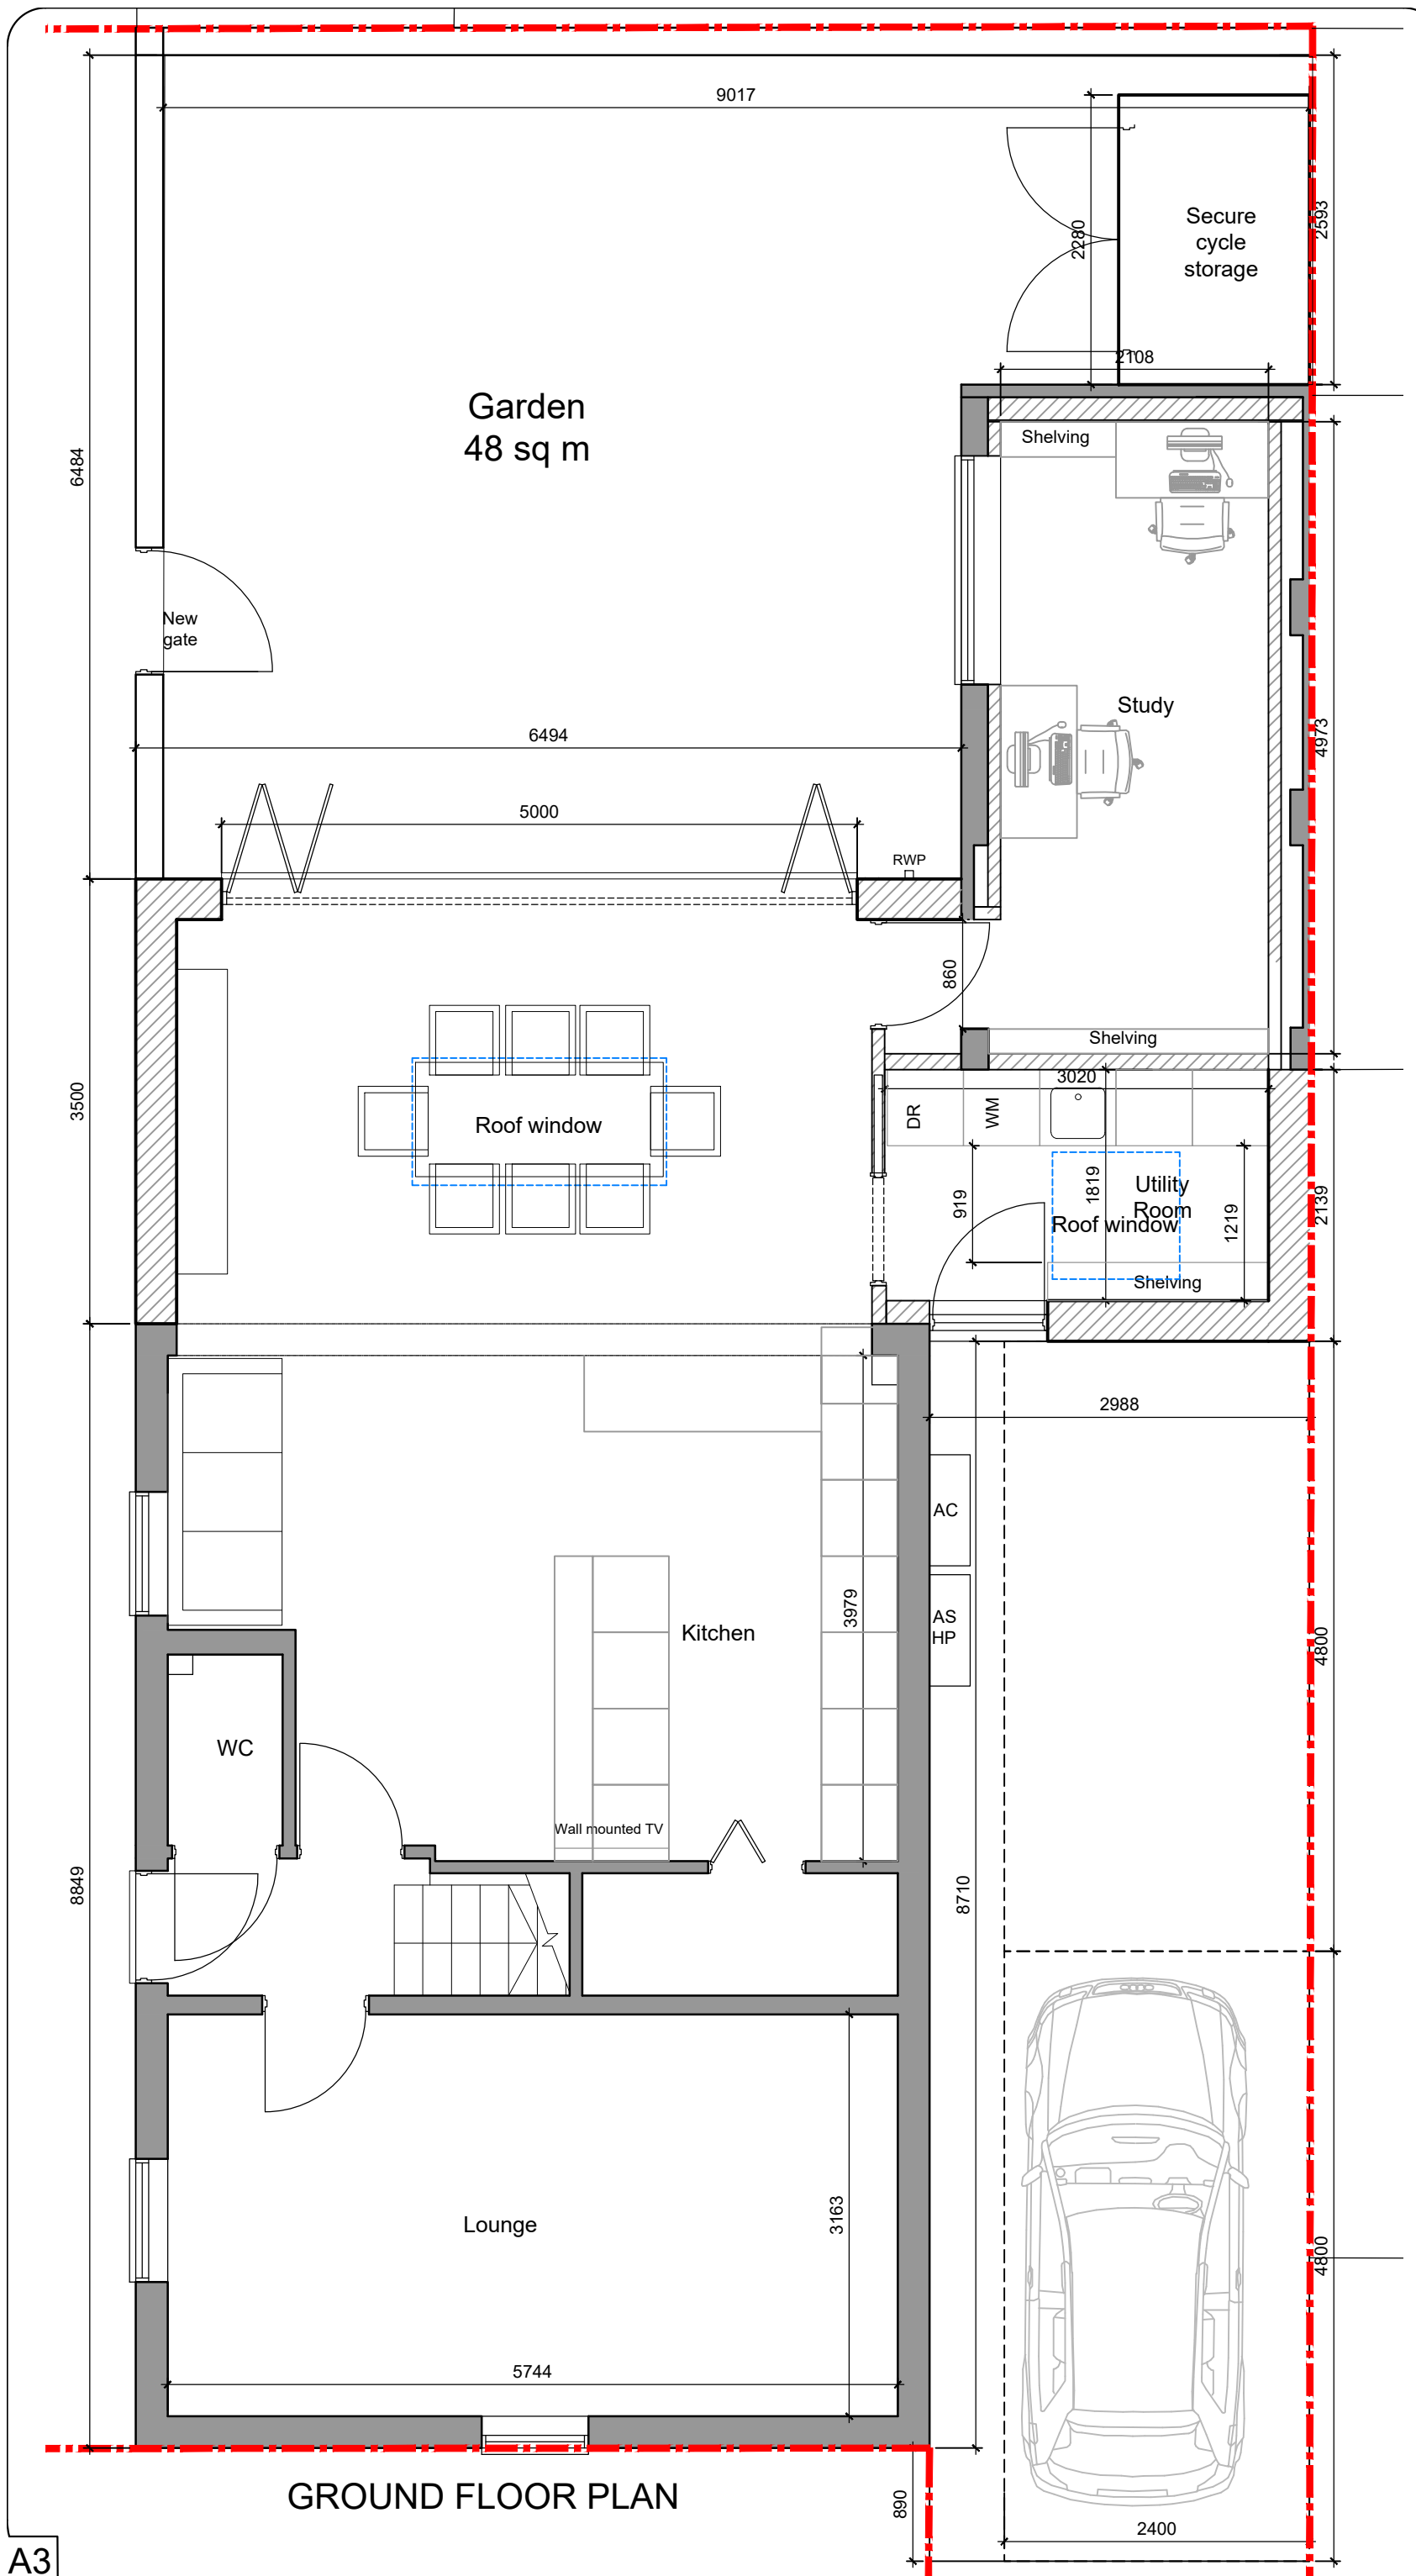 9017
Secure
cycle
storage
2280
2593
2108
Garden
48 sq m
Shelving
6484
New
gate
Study
4973
6494
5000
RWP
860
Shelving
3020
3500
Roof window
DR
WM
919
1819
Utility
Room
Roof window
1219
2139
Shelving
2988
AC
AS
HP
3979
Kitchen
4800
WC
Wall mounted TV
8849
8710
Lounge
3163
4800
5744
GROUND FLOOR PLAN
890
2400
A3